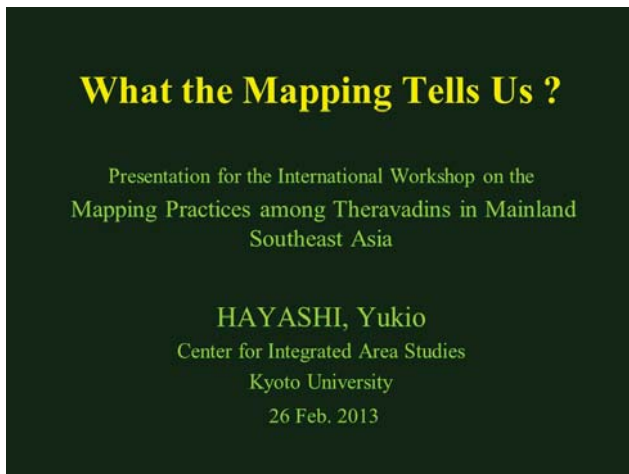 What the Mapping Tells Us ?
Presentation for the International Workshop on the
Mapping Practices among Theravadins in Mainland
Southeast Asia
HAYASHI, Yukio
Center for Integrated Area Studies
Kyoto University
26 Feb. 2013